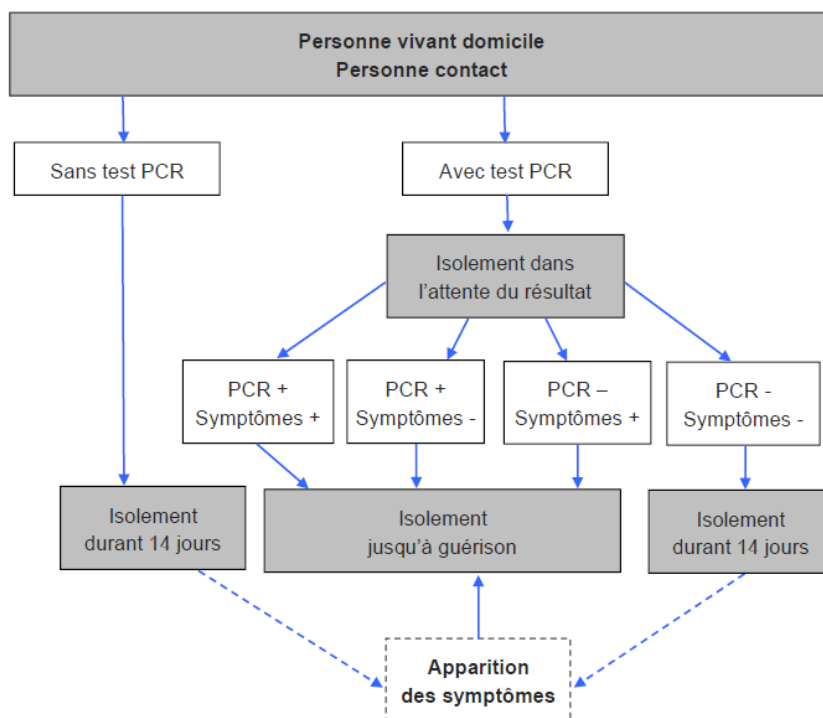 Personne vivant domicile
Personne contact
Sans test PCR
Avec test PCR
Isolement dans
l'attente du résultat
PCR +
Symptômes +
PCR +
Symptômes -
PCR –
Symptômes +
PCR -
Symptômes -
Isolement
durant 14 jours
Isolement
jusqu'à guérison
Isolement
durant 14 jours
Apparition
des symptômes